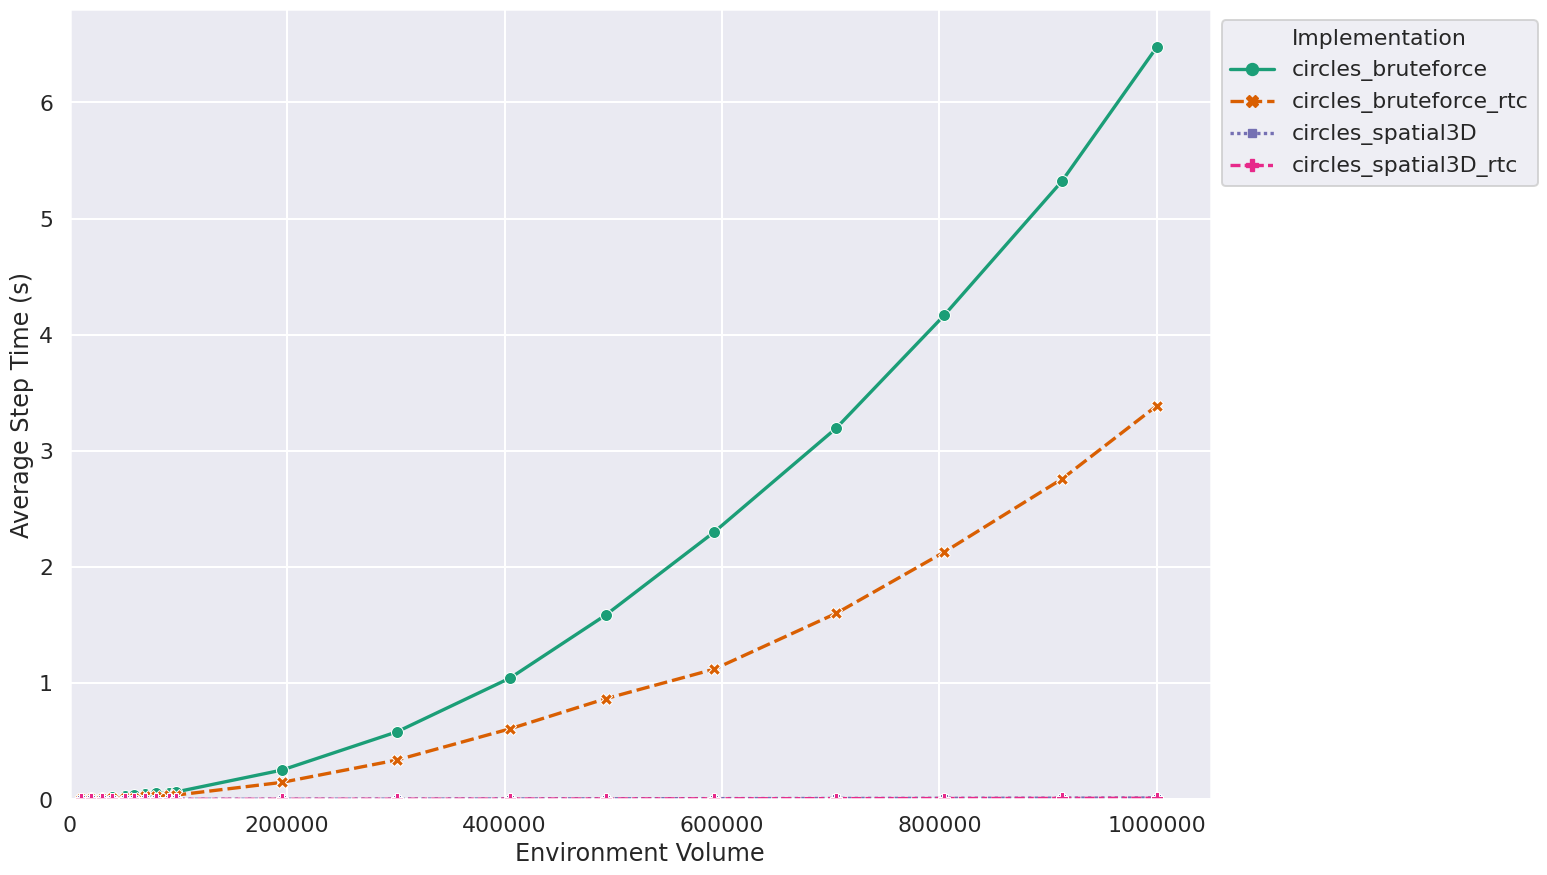 Implementation
circles_bruteforce
circles_bruteforce_rtc
circles_spatial3D
circles_spatial3D_rtc
Average Step Time (s)
6
5
4
3
2
1
0
0 200000 400000 600000 800000 1000000
Environment Volume